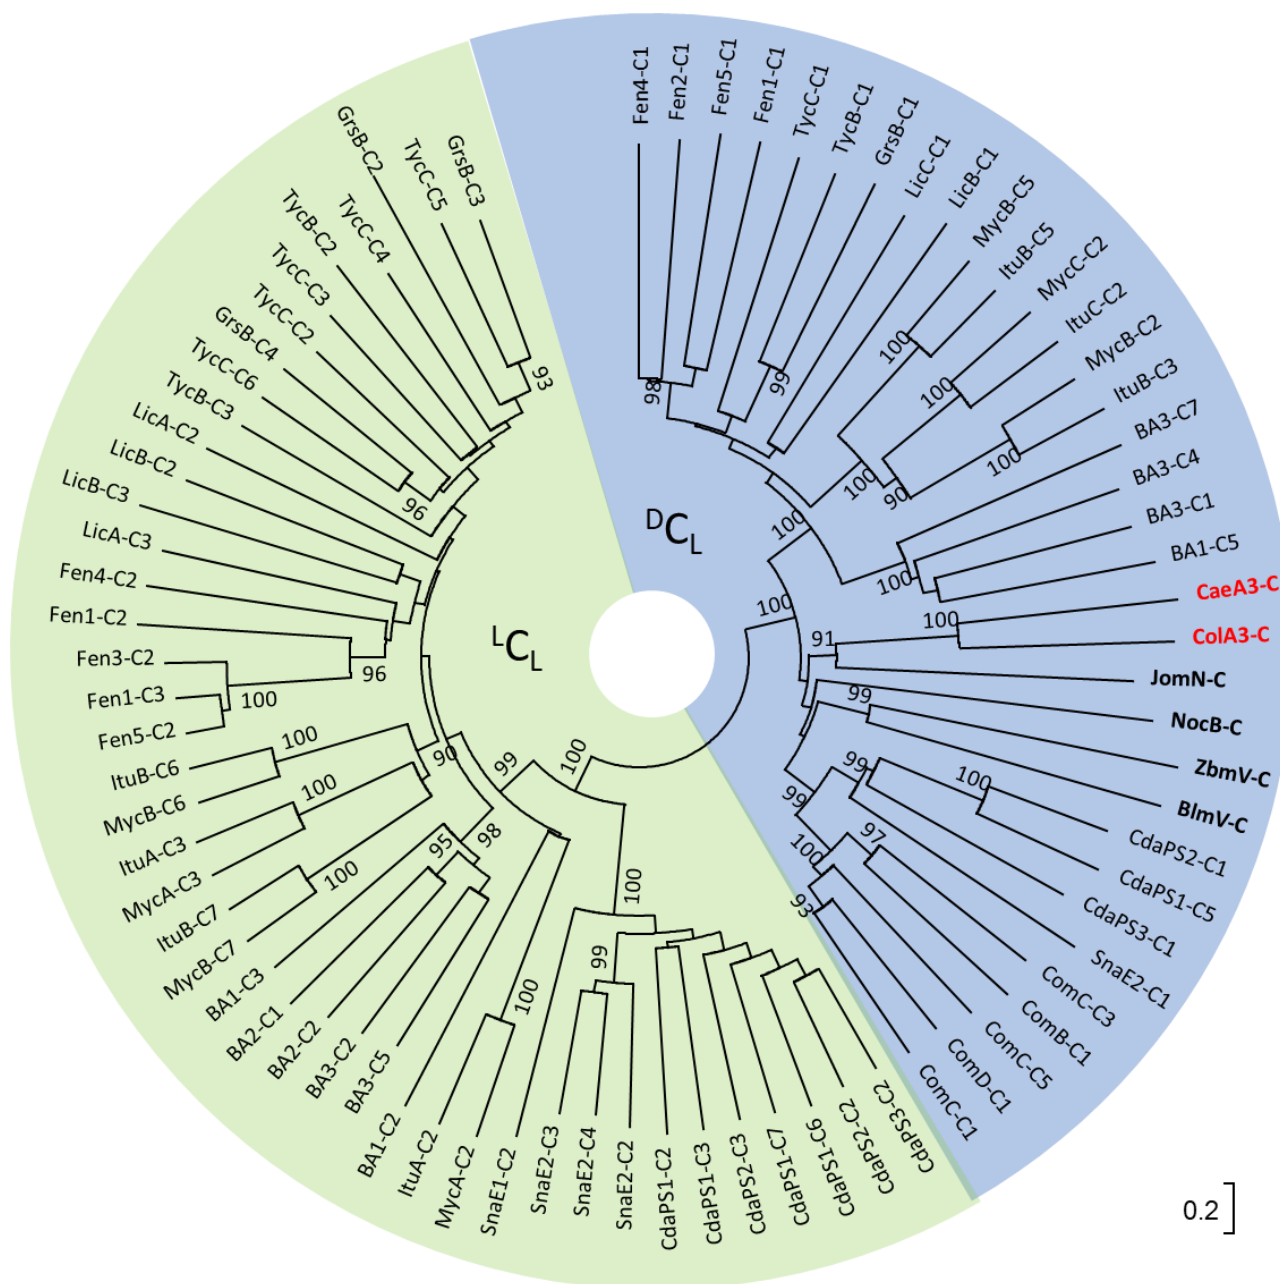 Fen4-C1
Fen2-C1
Fen5-C1
Fen1-C1
TycC-C1
TycB-C1
GrsB-C1
LicC-C1
LicB-C1
MycB-C5
ItuB-C5
MycC-C2
ItuC-C2
MycB-C2
ItuB-C3
BA3-C7
BA3-C4
BA3-C1
BA1-C5
CaeA3-C
ColA3-C
JomN-C
NocB-C
ZbmV-C
BlmV-C
CdaPS2-C1
CdaPS1-C5
CdaPS3-C1
SnaE2-C1
ComC-C3
ComB-C1
ComC-C5
ComD-C1
ComC-C1
CdaPS3-C2
CdaPS2-C2
CdaPS1-C6
CdaPS1-C7
CdaPS2-C3
CdaPS1-C3
CdaPS1-C2
SnaE2-C2
SnaE2-C4
SnaE2-C3
SnaE1-C2
MycA-C2
ItuA-C2
BA1-C2
BA3-C5
BA3-C2
BA2-C2
BA2-C1
BA1-C3
MycB-C7
ItuB-C7
MycA-C3
ItuA-C3
MycB-C6
ItuB-C6
Fen5-C2
Fen1-C3
Fen3-C2
Fen1-C2
Fen4-C2
LicA-C3
LicB-C3
LicB-C2
LicA-C2
TycB-C3
TycC-C6
GrsB-C4
TycC-C2
TycC-C3
TycB-C2
TycC-C4
GrsB-C2
TycC-C5
GrsB-C3
98
99
100
100
100
100
90
100
100
100
100
91
99
99
100
99
97
100
93
93
96
96
100
100
90
100
100
98
95
99
100
100
99
100
DCL
LCL
0.2